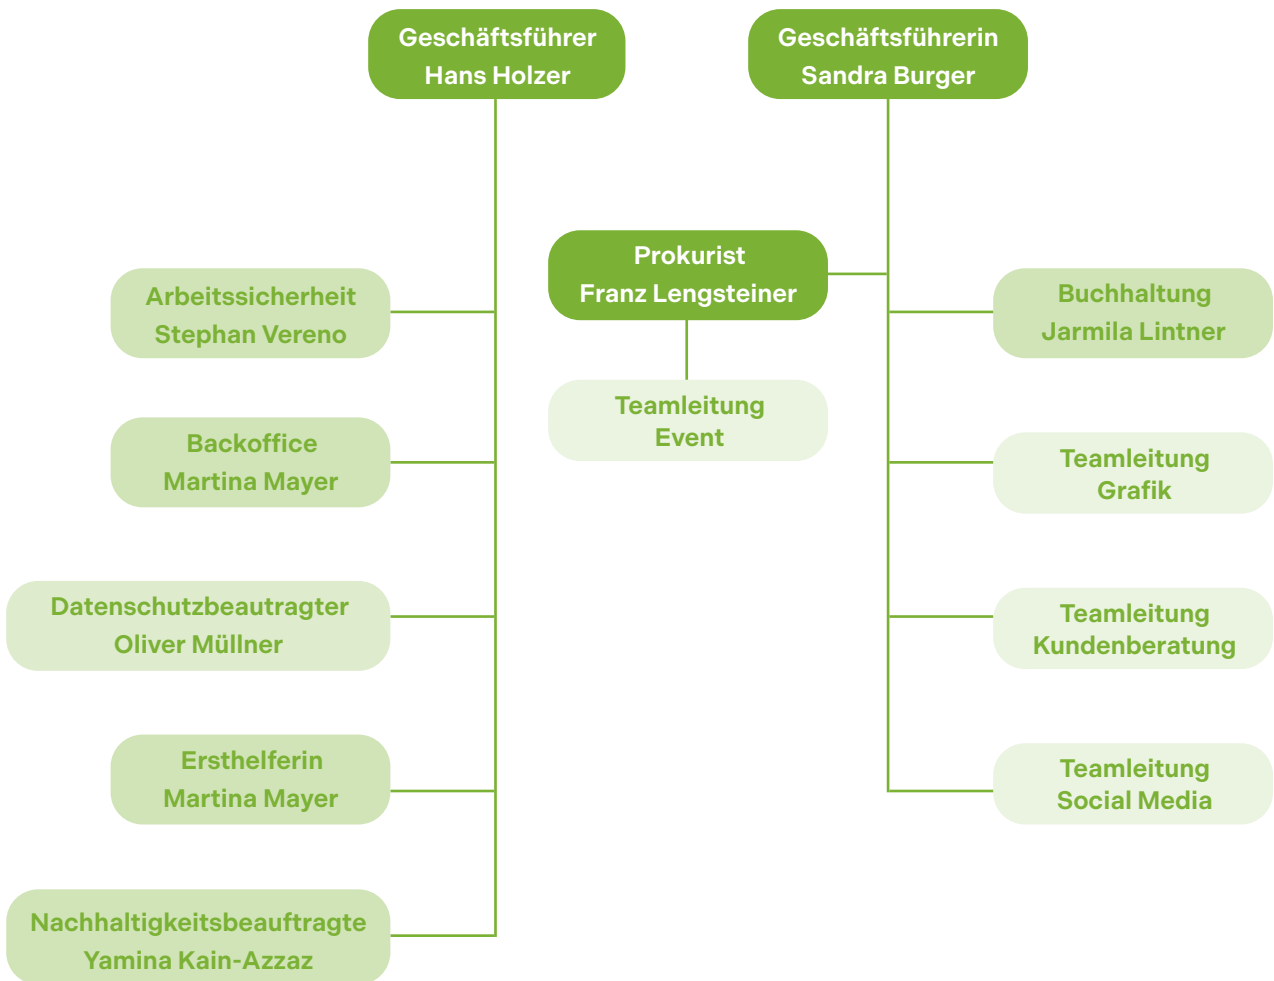 Geschäftsführer
Hans Holzer
Geschäftsführerin
Sandra Burger
Prokurist
Franz Lengsteiner
Teamleitung
Event
Arbeitssicherheit
Stephan Vereno
Backoffice
Martina Mayer
Datenschutzbeautragter
Oliver Müllner
Ersthelferin
Martina Mayer
Nachhaltigkeitsbeauftragte
Yamina Kain-Azzaz
Buchhaltung
Jarmila Lintner
Teamleitung
Grafik
Teamleitung
Kundenberatung
Teamleitung
Social Media